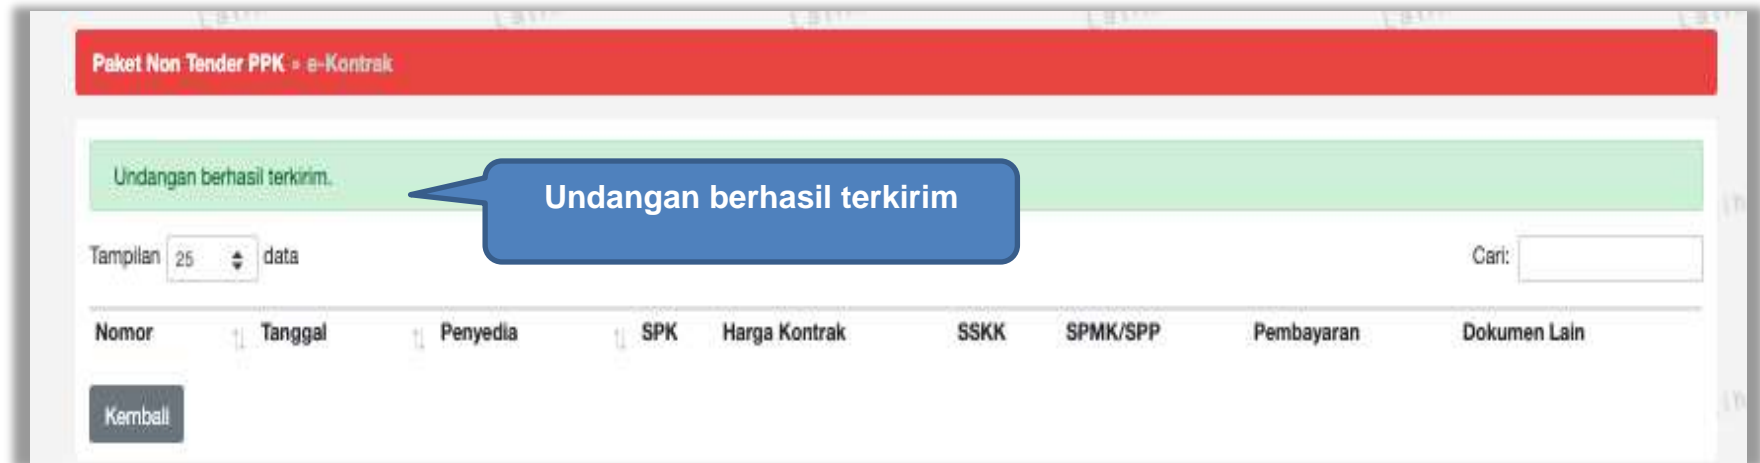 Paket Non Tender PPK » e-Kontrak
Undangan berhasil terkirim.
Undangan berhasil terkirim
Tampilan 25 data
Cari:
Nomor Tanggal Penyedia SPK Harga Kontrak SSKK SPMK/SPP Pembayaran Dokumen Lain
Kembali